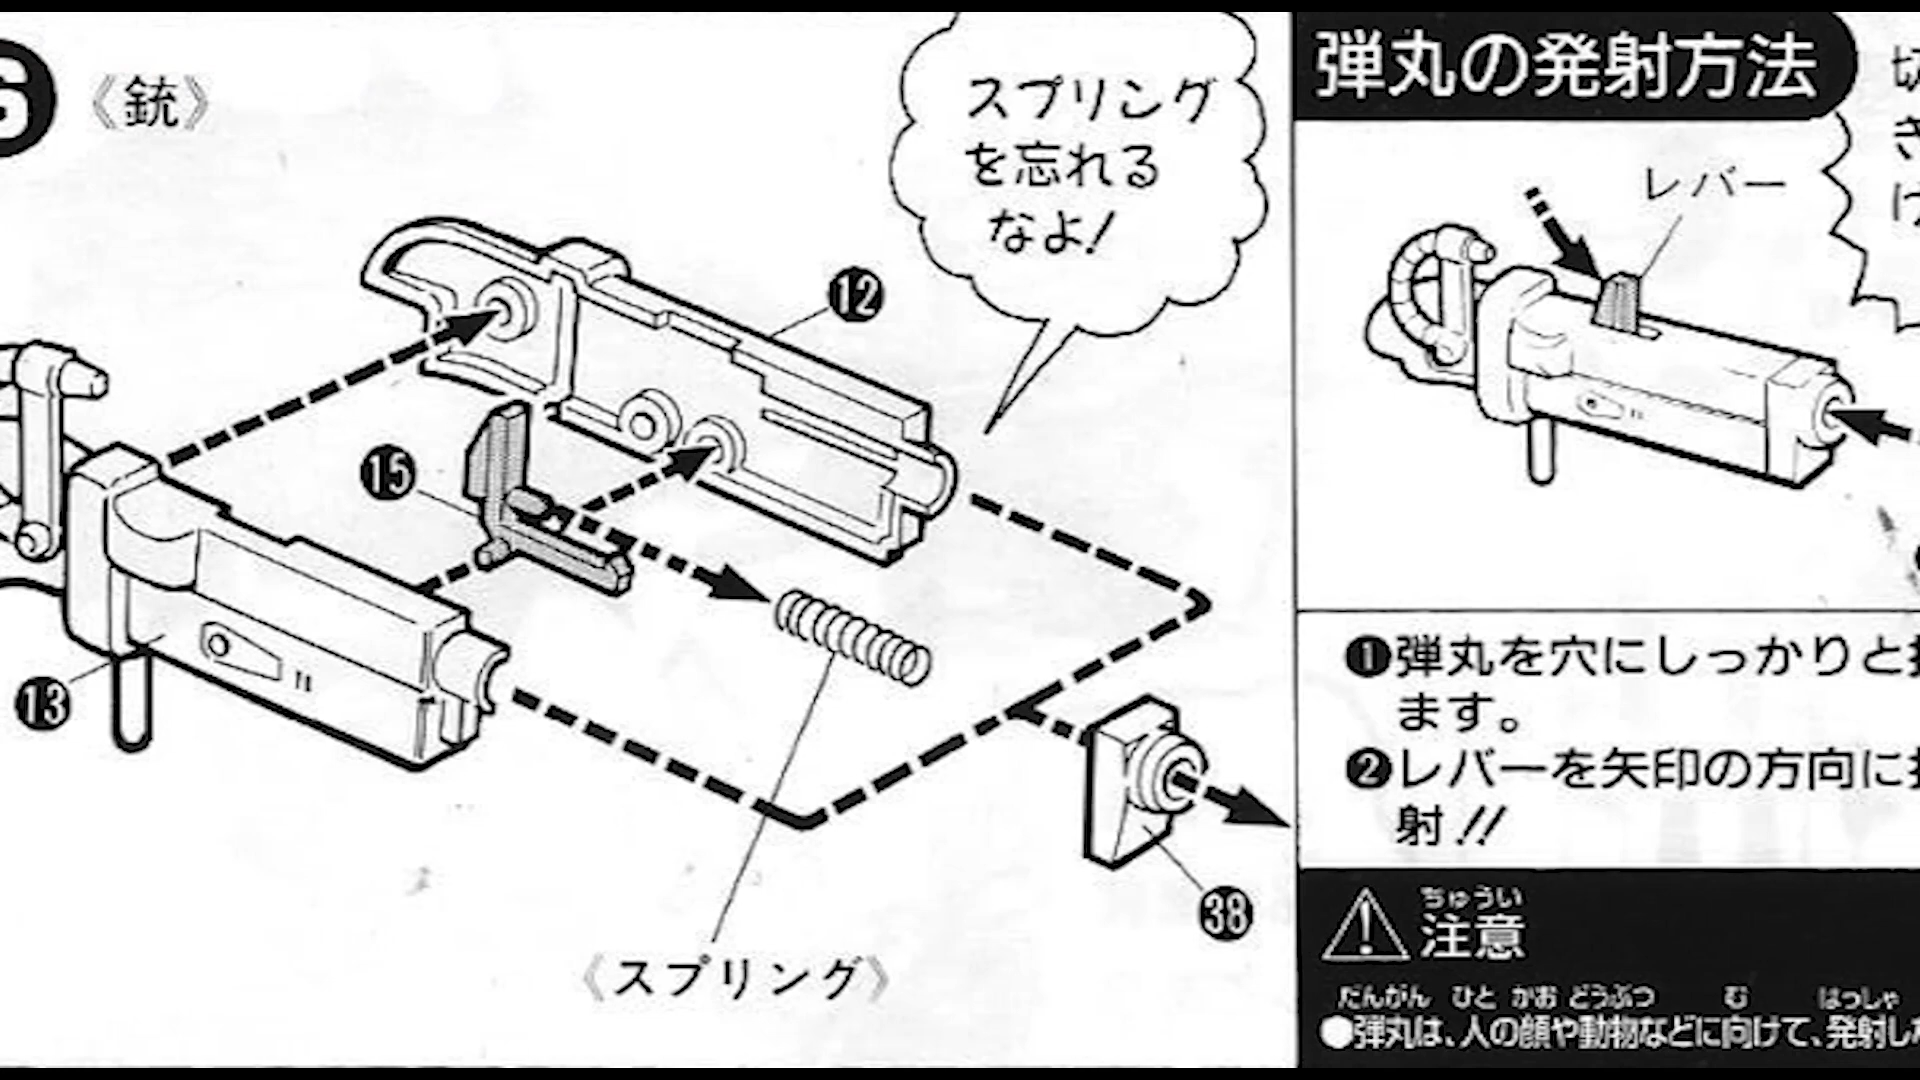 6
《銃》
スプリング
を忘れる
なよ!
12
15
13
38
《スプリング》
弾丸の発射方法
切
き
け
レバー
❶弾丸を穴にしっかりと
ます。
❷レバーを矢印の方向に
射!!
ちゅうい
注意
だんがん ひと かお どうぶつ む はっしゃ
●弾丸は、人の顔や動物などに向けて、発射し